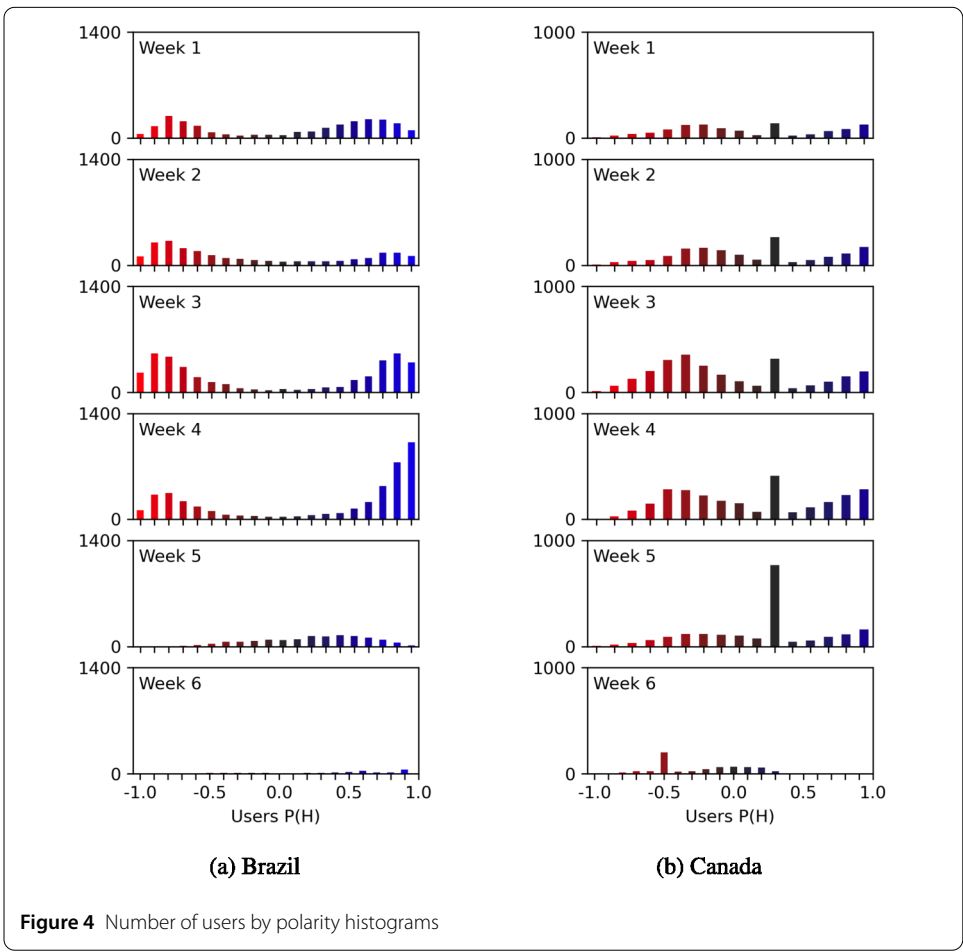 1400
Week 1
0
1400
Week 2
0
1400
Week 3
0
1400
Week 4
0
1400
Week 5
0
1400
Week 6
0
-1.0 -0.5 0.0 0.5 1.0
Users P(H)
(a) Brazil
1000
Week 1
0
1000
Week 2
0
1000
Week 3
0
1000
Week 4
0
1000
Week 5
0
1000
Week 6
0
-1.0 -0.5 0.0 0.5 1.0
Users P(H)
(b) Canada
Figure 4 Number of users by polarity histograms